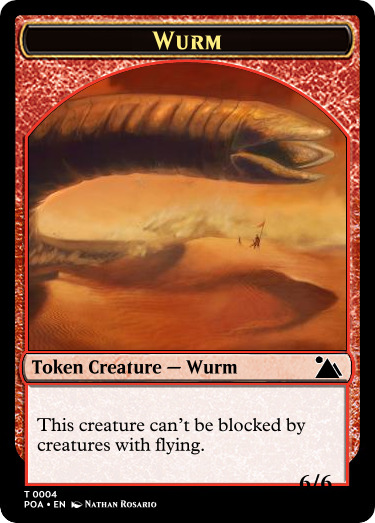 Wurm
Token Creature — Wurm
This creature can't be blocked by
creatures with flying.
6/6
T 0004
POA • EN Nathan Rosario